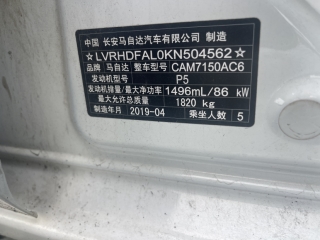 中国 长安马自达汽车有限公司 制造
☆LVRHDFAL0KN504562☆
品牌 马自达 整车型号 CAM7150AC6
发动机型号 P5
发动机排量/最大净功率 1496mL/86 kW
最大允许总质量 1820 kg
制造年月 2019-04 乘坐人数 5